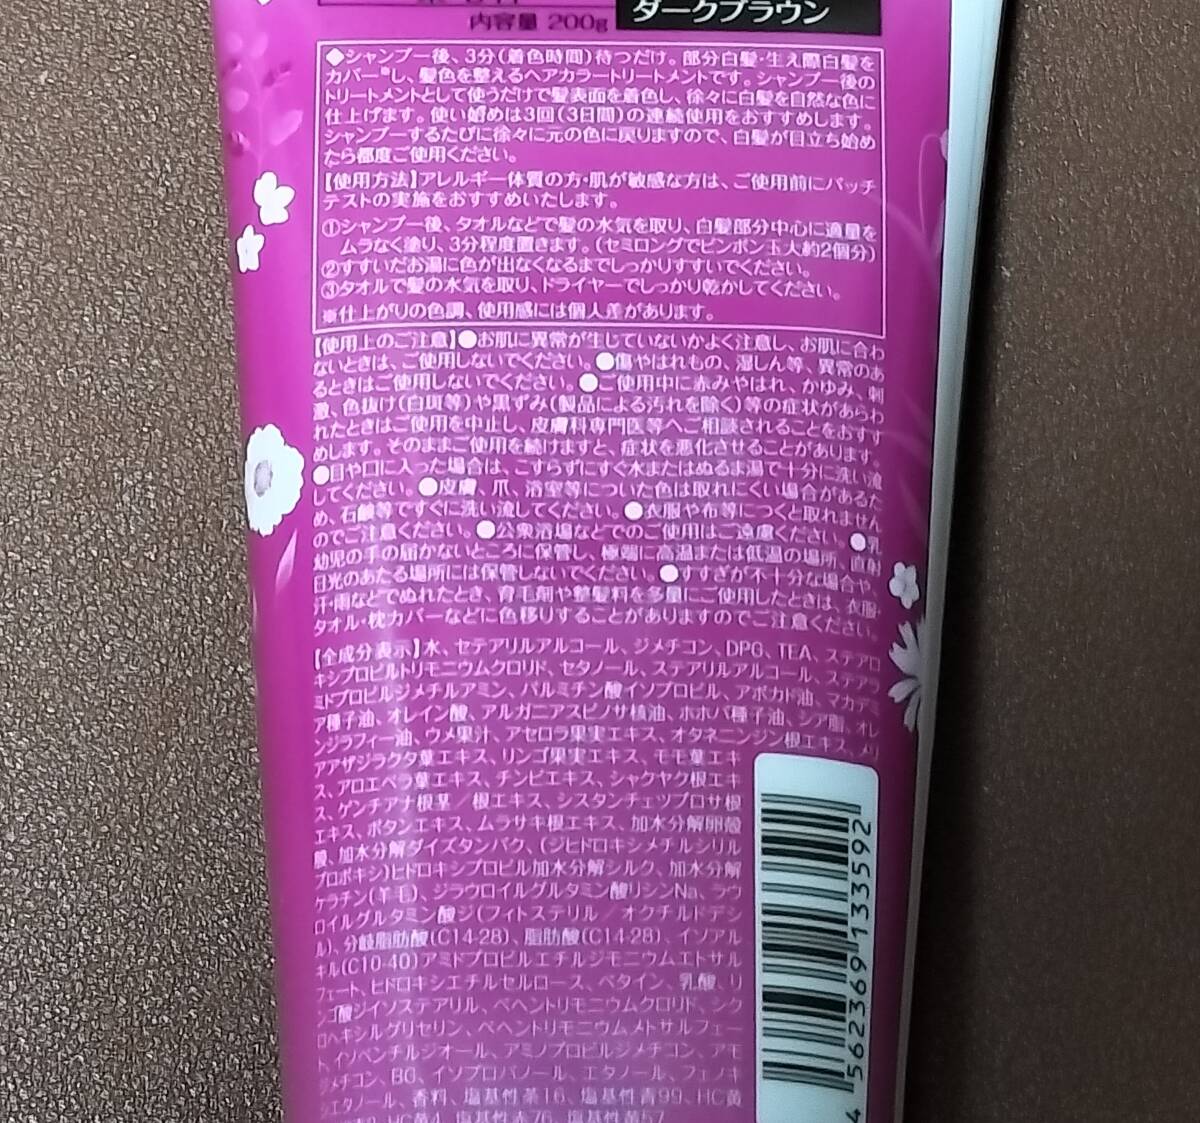 内容量 200g
ダークブラウン
◆シャンプー後、3分(着色時間)待つだけ。部分白髪・生え際白髪を
カバー※し、髪色を整えるヘアカラートリートメントです。シャンプー後の
トリートメントとして使うだけで髪表面を着色し、徐々に白髪を自然な色に
仕上げます。使い始めは3回(3日間)の連続使用をおすすめします。
シャンプーするたびに徐々に元の色に戻りますので、白髪が目立ち始め
たら都度ご使用ください。
【使用方法】アレルギー体質の方・肌が敏感な方は、ご使用前にパッチ
テストの実施をおすすめいたします。
①シャンプー後、タオルなどで髪の水気を取り、白髪部分中心に適量を
ムラなく塗り、3分程度置きます。(セミロングでピンポン玉大約2個分)
②すすいだお湯に色が出なくなるまでしっかりすすいでください。
③タオルで髪の水気を取り、ドライヤーでしっかり乾かしてください。
※仕上がりの色調、使用感には個人差があります。
【使用上のご注意】●お肌に異常が生じていないかよく注意し、お肌に合わ
ないときは、ご使用しないでください。●傷やはれもの、湿しん等、異常のあ
るときはご使用しないでください。●ご使用中に赤みやはれ、かゆみ、刺
激、色抜け(白斑等)や黒ずみ(製品による汚れを除く)等の症状があらわ
れたときはご使用を中止し、皮膚科専門医等へご相談されることをおすす
めします。そのままご使用を続けますと、症状を悪化させることがあります。
●目や口に入った場合は、こすらずにすぐ水またはぬるま湯で十分に洗い流
してください。●皮膚、爪、浴室等についた色は取れにくい場合があるた
め、石鹸等ですぐに洗い流してください。●衣服や布等につくと取れません
のでご注意ください。●公衆浴場などでのご使用はご遠慮ください。●乳
幼児の手の届かないところに保管し、極端に高温または低温の場所、直射
日光のあたる場所には保管しないでください。●すすぎが不十分な場合や
汗・雨などでぬれたとき、育毛剤や整髪料を多量にご使用したときは、衣服・
タオル・枕カバーなどに色移りすることがありますのでご注意ください。
【全成分表示】水、セテアリルアルコール、ジメチコン、DPG、TEA、ステアロ
キシプロピルトリモニウムクロリド、セタノール、ステアリルアルコール、ステアラ
ミドプロピルジメチルアミン、パルミチン酸イソプロピル、アボカド油、マカデミ
ア種子油、オレイン酸、アルガニアスピノサ核油、ホホバ種子油、シア脂、オレ
ンジラフィー油、ウメ果汁、アセロラ果実エキス、オタネニンジン根エキス、メリ
アアザジラクタ葉エキス、リンゴ果実エキス、モモ葉エキ
ス、アロエベラ葉エキス、チンピエキス、シャクヤク根エキ
ス、ゲンチアナ根茎/根エキス、シスタンチェツブロサ根
エキス、ボタンエキス、ムラサキ根エキス、加水分解卵殻
膜、加水分解ダイズタンパク、(ジヒドロキシメチルシリル
プロポキシ)ヒドロキシプロピル加水分解シルク、加水分解
ケラチン(羊毛)、ジラウロイルグルタミン酸リシンNa、ラウ
ロイルグルタミン酸ジ(フィトステリル/オクチルドデシ
ル)、分岐脂肪酸(C14-28)、脂肪酸(C14-28)、イソアル
キル(C10-40)アミドプロピルエチルジモニウムエトサル
フェート、ヒドロキシエチルセルロース、ベタイン、乳酸、リ
ンゴ酸ジイソステアリル、ベヘントリモニウムクロリド、シク
ロヘキシルグリセリン、ベヘントリモニウムメトサルフェー
ト、イソペンチルジオール、アミノプロピルジメチコン、アモ
ジメチコン、BG、イソプロパノール、エタノール、フェノキ
シエタノール、香料、塩基性茶16、塩基性青99、HC黄
HC黄4、塩基性赤76、塩基性黄57
4 562369 133592